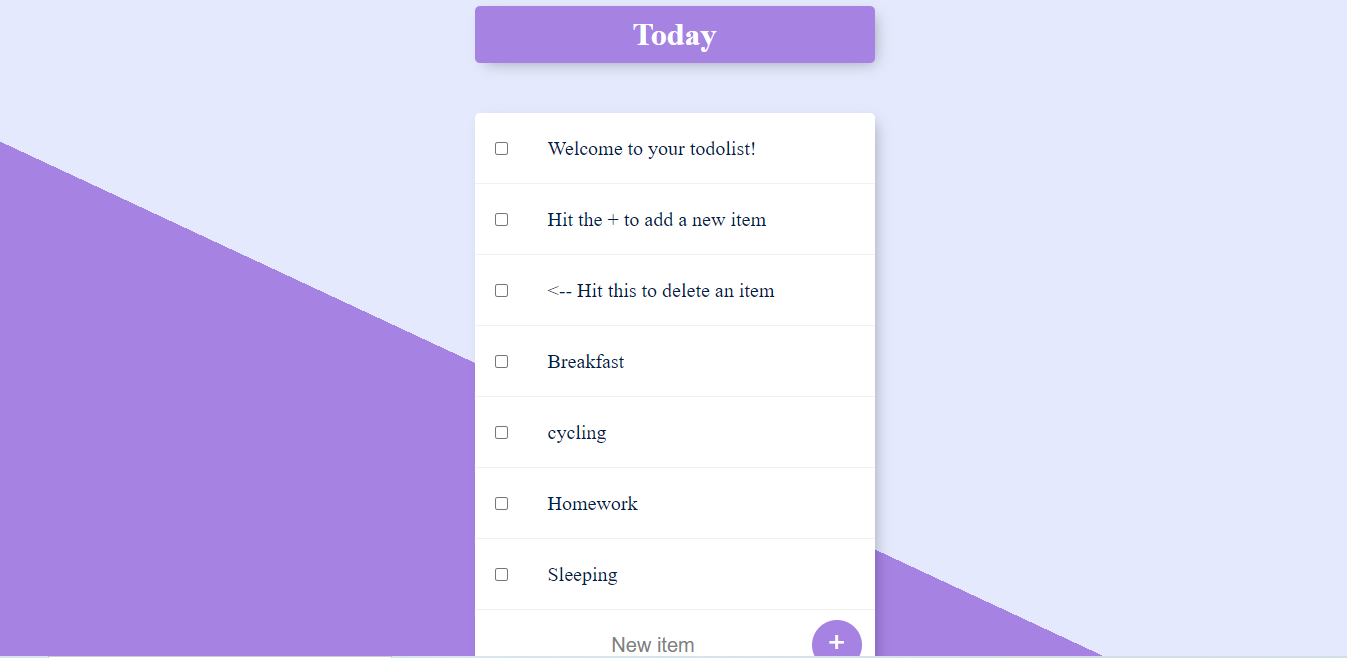 Today
Welcome to your todolist!
Hit the + to add a new item
<-- Hit this to delete an item
Breakfast
cycling
Homework
Sleeping
New item
+